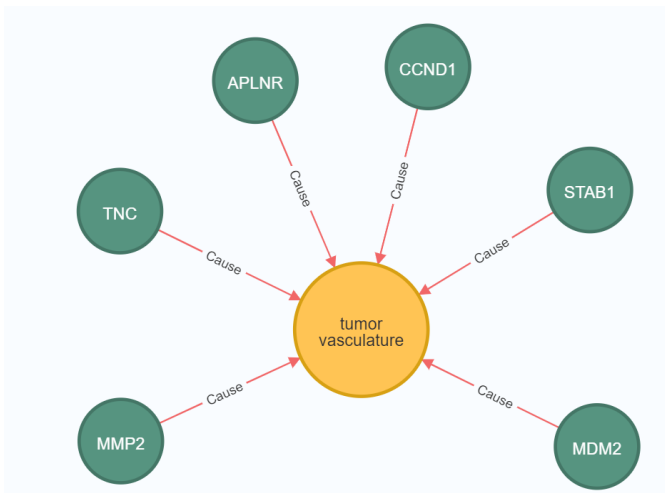 CCND1
APLNR
Cause
Cause
STAB1
TNC
Cause
Cause
tumor
vasculature
Cause
Cause
MMP2
MDM2